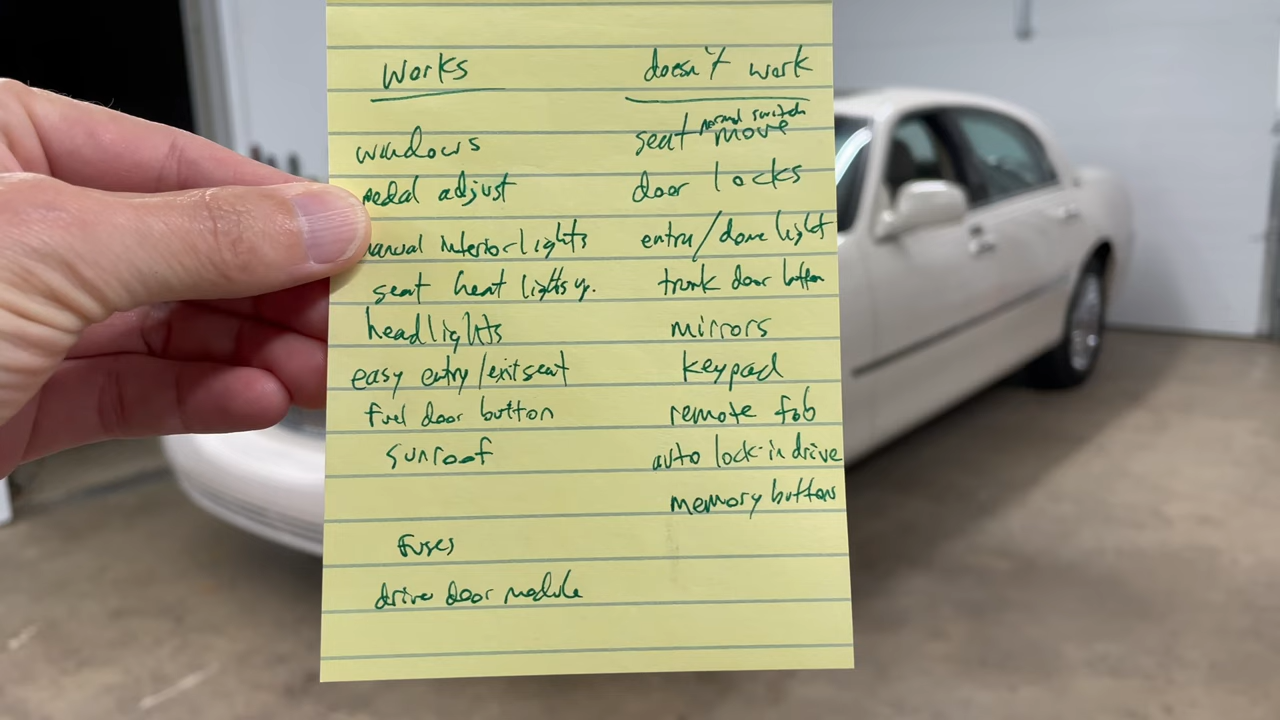 Works
doesn't work
windows
pedal adjust
manual interior lights
seat heat lights up.
headlights
easy entry/exit seat
fuel door button
sunroof
seat normal switch move
door locks
entry/dome light
trunk door button
mirrors
keypad
remote fob
auto lock-in drive
memory buttons
fuses
driver door module